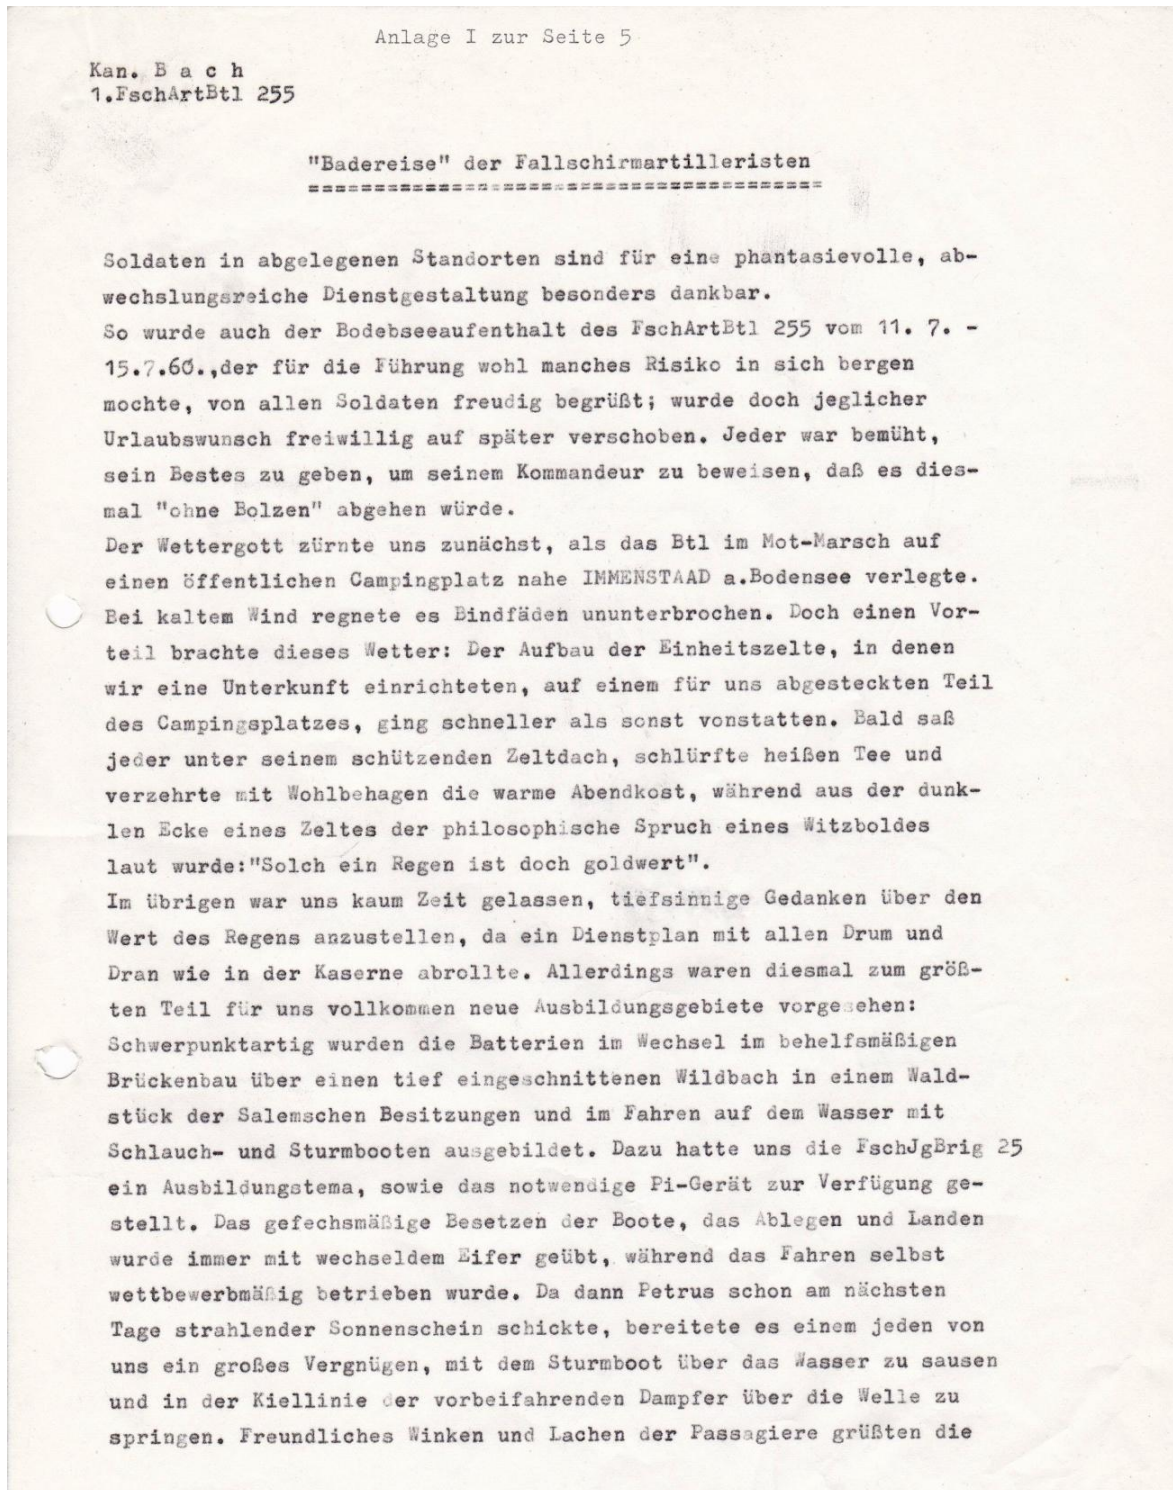 Anlage I zur Seite 5
Kan. B a c h
1.FschArtBtl 255
"Badereise" der Fallschirmartilleristen
========================================
Soldaten in abgelegenen Standorten sind für eine phantasievolle, ab-
wechslungsreiche Dienstgestaltung besonders dankbar.
So wurde auch der Bodebseeaufenthalt des FschArtBtl 255 vom 11. 7. -
15.7.60.,der für die Führung wohl manches Risiko in sich bergen
mochte, von allen Soldaten freudig begrüßt; wurde doch jeglicher
Urlaubswunsch freiwillig auf später verschoben. Jeder war bemüht,
sein Bestes zu geben, um seinem Kommandeur zu beweisen, daß es dies-
mal "ohne Bolzen" abgehen würde.
Der Wettergott zürnte uns zunächst, als das Btl im Mot-Marsch auf
einen öffentlichen Campingplatz nahe IMMENSTAAD a.Bodensee verlegte.
Bei kaltem Wind regnete es Bindfäden ununterbrochen. Doch einen Vor-
teil brachte dieses Wetter: Der Aufbau der Einheitszelte, in denen
wir eine Unterkunft einrichteten, auf einem für uns abgesteckten Teil
des Campingsplatzes, ging schneller als sonst vonstatten. Bald saß
jeder unter seinem schützenden Zeltdach, schlürfte heißen Tee und
verzehrte mit Wohlbehagen die warme Abendkost, während aus der dunk-
len Ecke eines Zeltes der philosophische Spruch eines Witzboldes
laut wurde:"Solch ein Regen ist doch goldwert".
Im übrigen war uns kaum Zeit gelassen, tiefsinnige Gedanken über den
Wert des Regens anzustellen, da ein Dienstplan mit allen Drum und
Dran wie in der Kaserne abrollte. Allerdings waren diesmal zum größ-
ten Teil für uns vollkommen neue Ausbildungsgebiete vorgesehen:
Schwerpunktartig wurden die Batterien im Wechsel im behelfsmäßigen
Brückenbau über einen tief eingeschnittenen Wildbach in einem Wald-
stück der Salemschen Besitzungen und im Fahren auf dem Wasser mit
Schlauch- und Sturmbooten ausgebildet. Dazu hatte uns die FschJgBrig 25
ein Ausbildungstema, sowie das notwendige Pi-Gerät zur Verfügung ge-
stellt. Das gefechsmäßige Besetzen der Boote, das Ablegen und Landen
wurde immer mit wechseldem Eifer geübt, während das Fahren selbst
wettbewerbmäßig betrieben wurde. Da dann Petrus schon am nächsten
Tage strahlender Sonnenschein schickte, bereitete es einem jeden von
uns ein großes Vergnügen, mit dem Sturmboot über das Wasser zu sausen
und in der Kiellinie der vorbeifahrenden Dampfer über die Welle zu
springen. Freundliches Winken und Lachen der Passagiere grüßten die